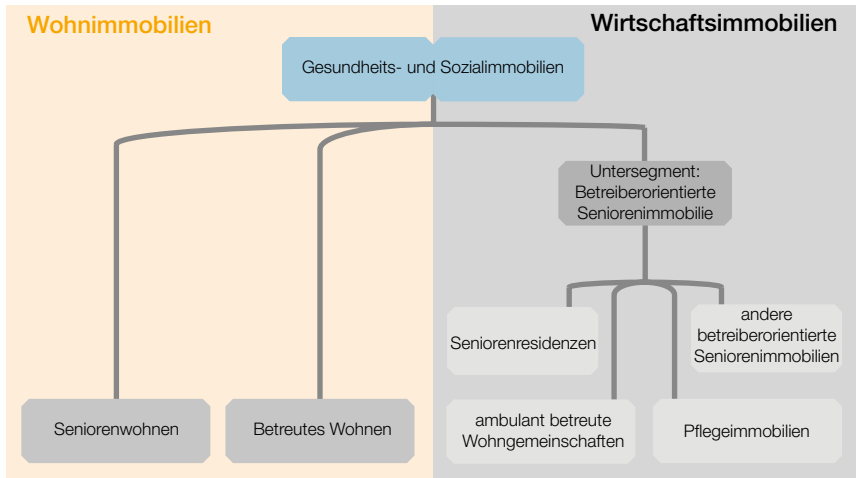 Wohnimmobilien
Wirtschaftsimmobilien
Gesundheits- und Sozialimmobilien
Untersegment:
Betreiberorientierte
Seniorenimmobilie
Seniorenresidenzen
andere
betreiberorientierte
Seniorenimmobilien
Seniorenwohnen
Betreutes Wohnen
ambulant betreute
Wohngemeinschaften
Pflegeimmobilien